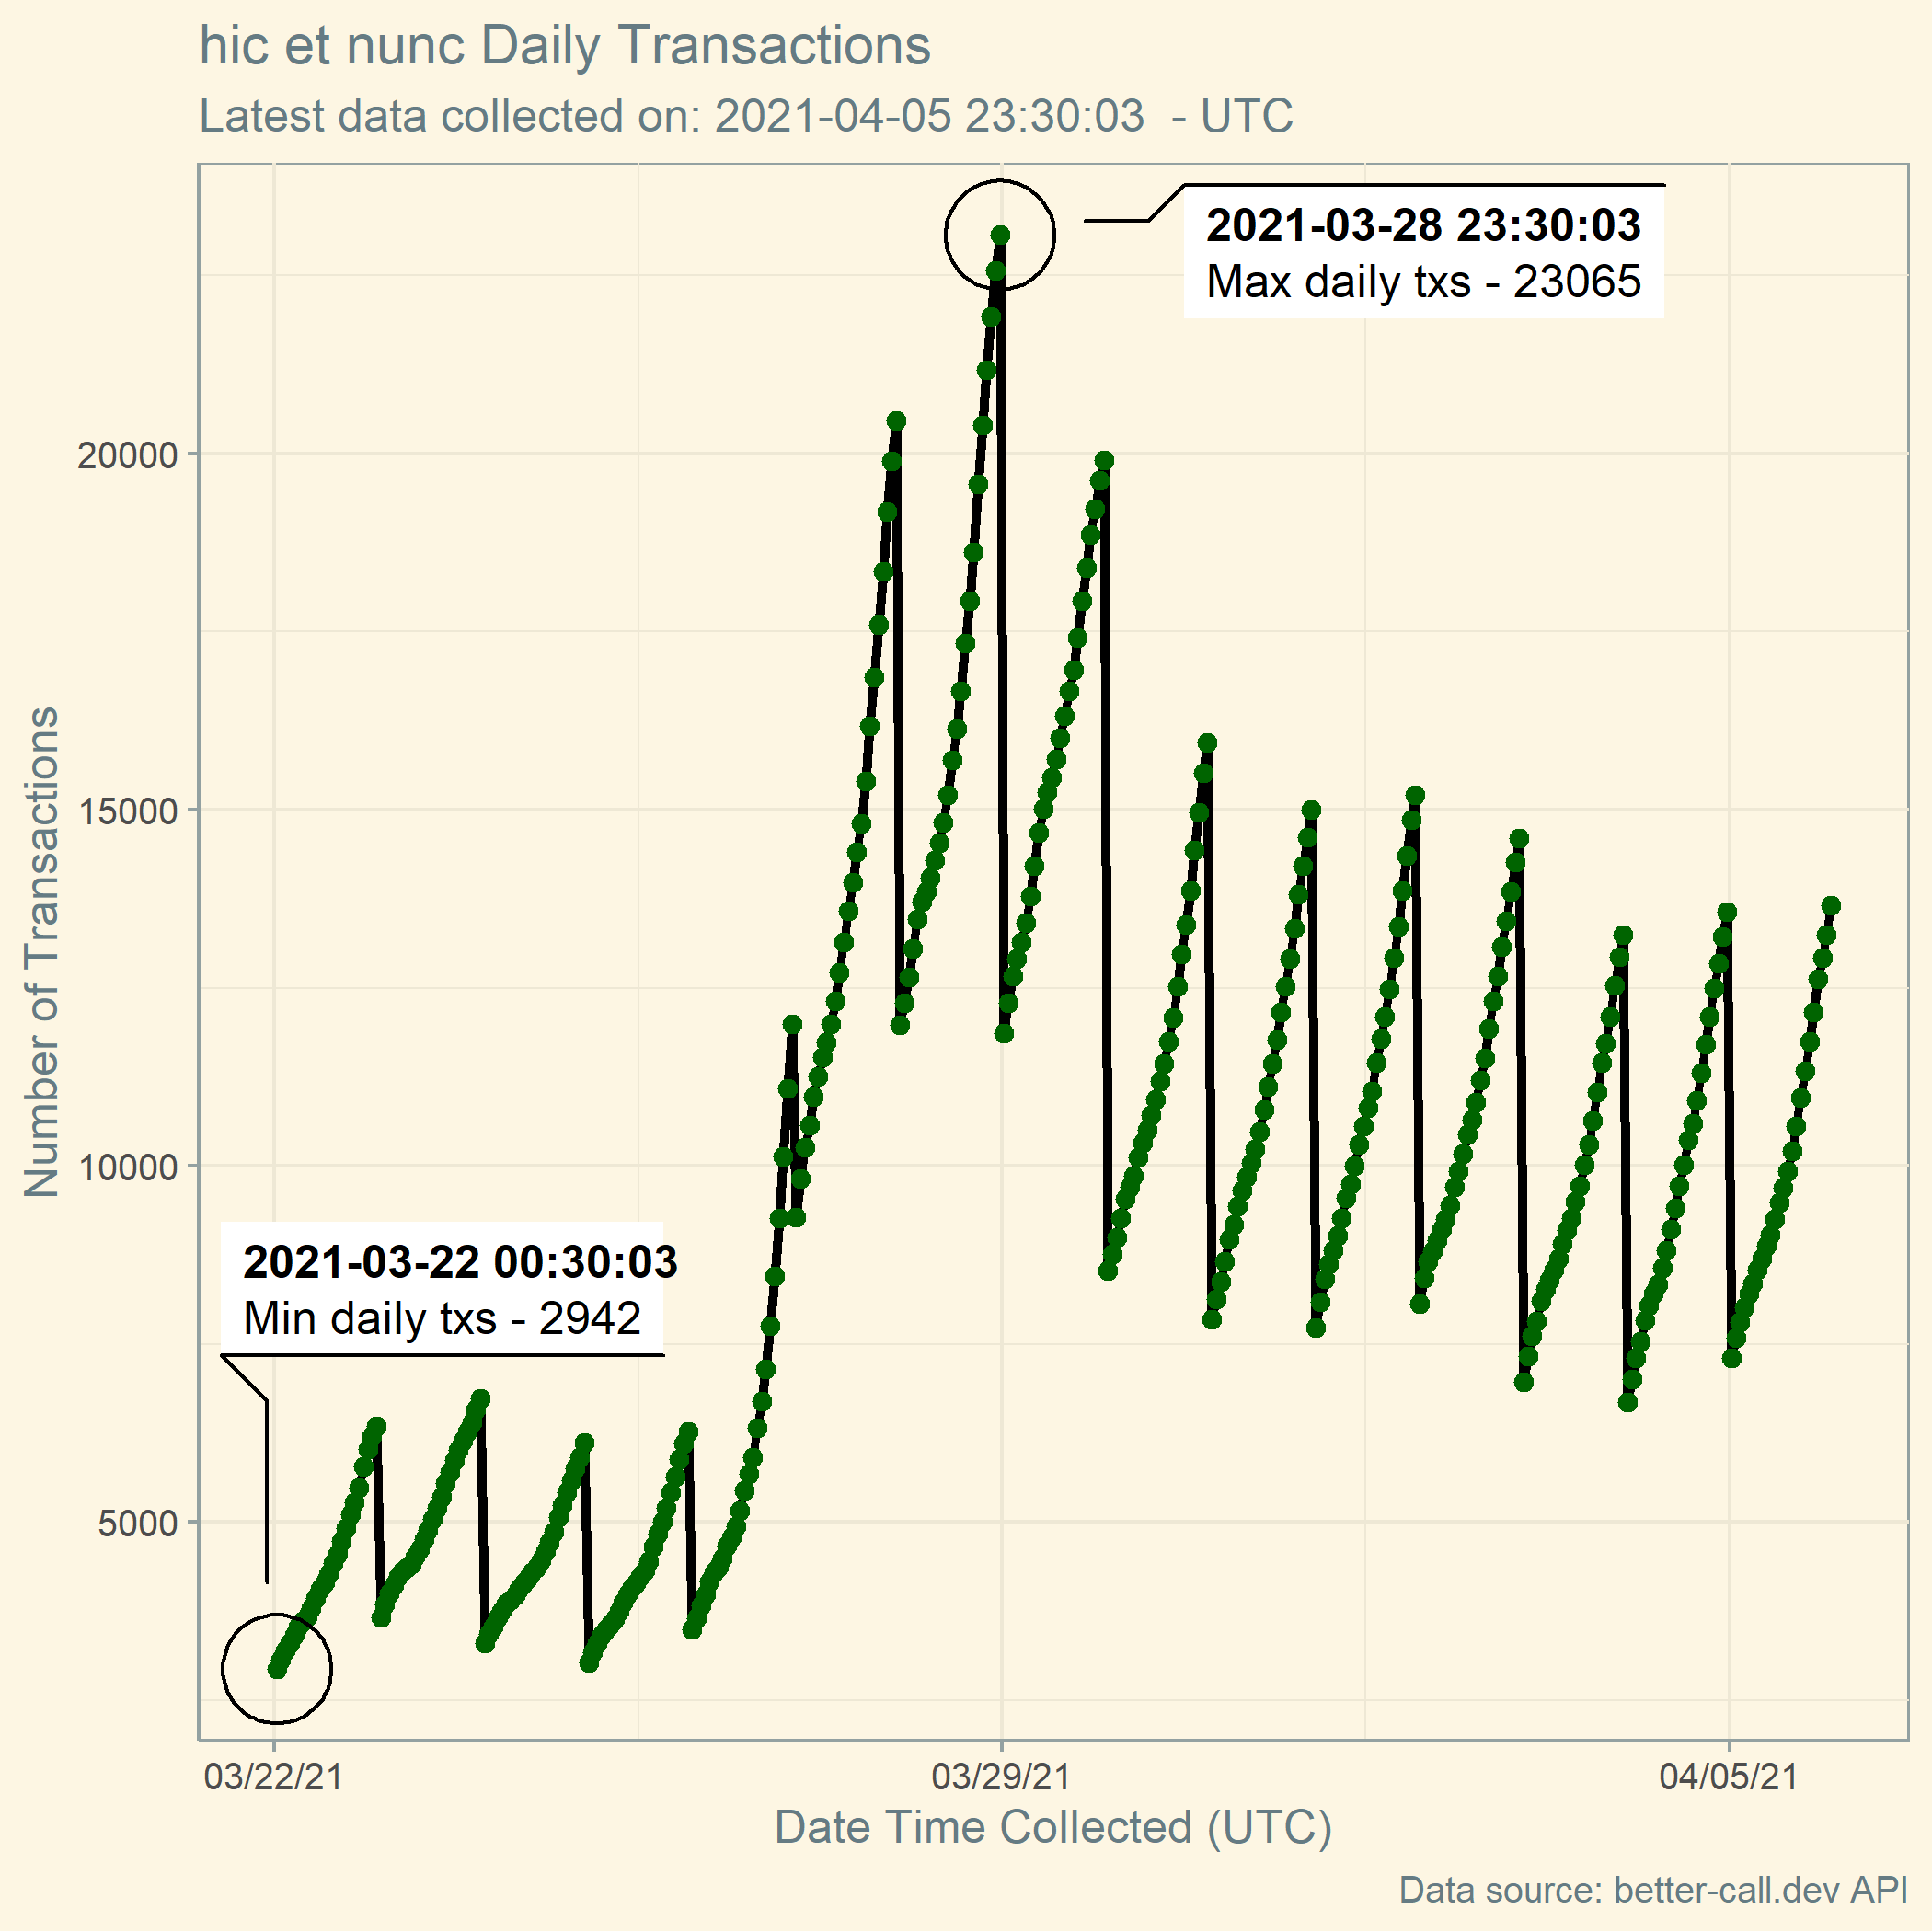 hic et nunc Daily Transactions
Latest data collected on: 2021-04-05 23:30:03  - UTC
2021-03-28 23:30:03
Max daily txs - 23065
20000
15000
10000
5000
Number of Transactions
2021-03-22 00:30:03
Min daily txs - 2942
03/22/21
03/29/21
04/05/21
Date Time Collected (UTC)
Data source: better-call.dev API